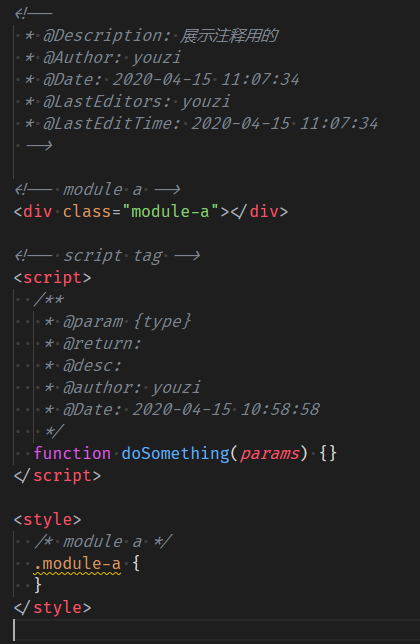 <!--
 * @Description: 展示注释用的
 * @Author: youzi
 * @Date: 2020-04-15 11:07:34
 * @LastEditors: youzi
 * @LastEditTime: 2020-04-15 11:07:34
 -->

<!-- module a -->
<div class="module-a"></div>

<!-- script tag -->
<script>
  /**
   * @param {type}
   * @return:
   * @desc:
   * @author: youzi
   * @Date: 2020-04-15 10:58:58
   */
  function doSomething(params) {}
</script>

<style>
  /* module a */
  .module-a {
  }
</style>